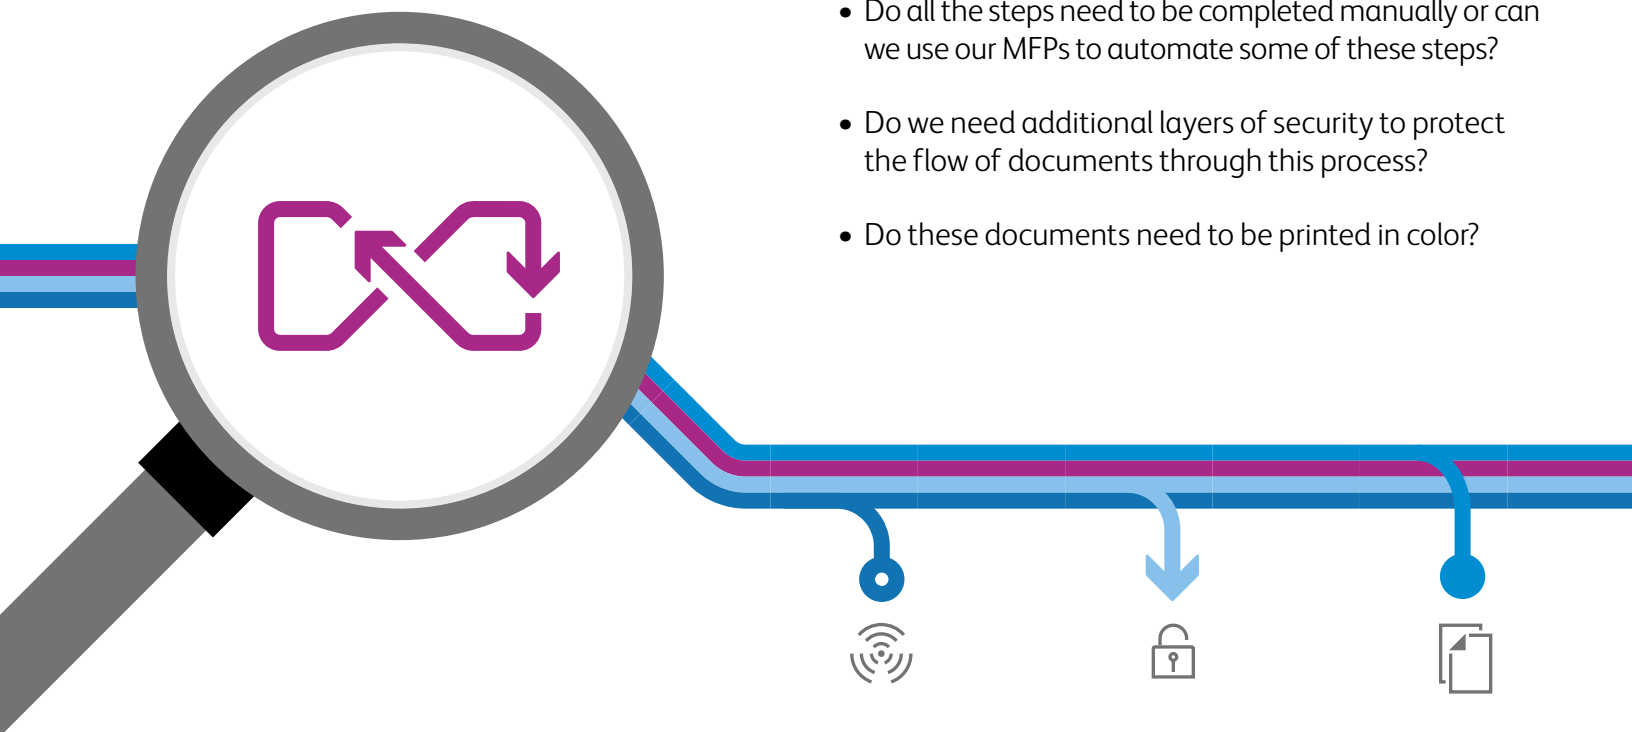 • Do all the steps need to be completed manually or can
we use our MFPs to automate some of these steps?
• Do we need additional layers of security to protect
the flow of documents through this process?
• Do these documents need to be printed in color?